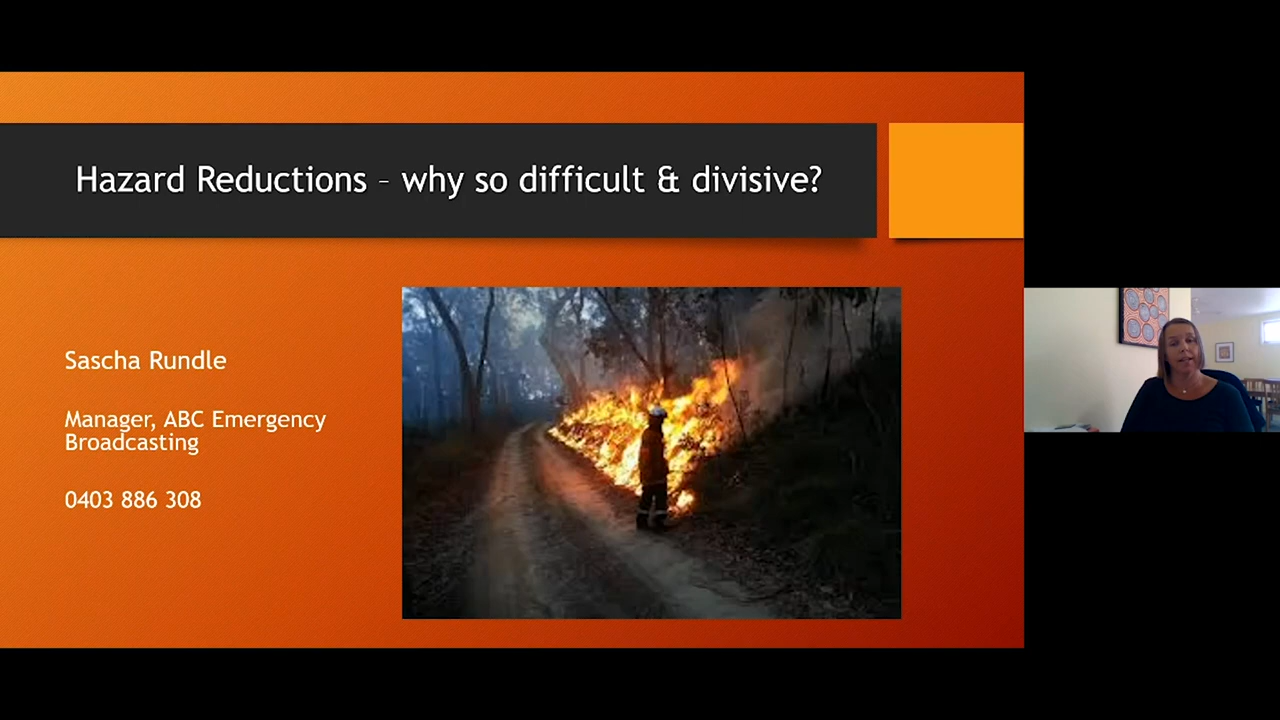 Hazard Reductions – why so difficult & divisive?
Sascha Rundle
Manager, ABC Emergency
Broadcasting
0403 886 308